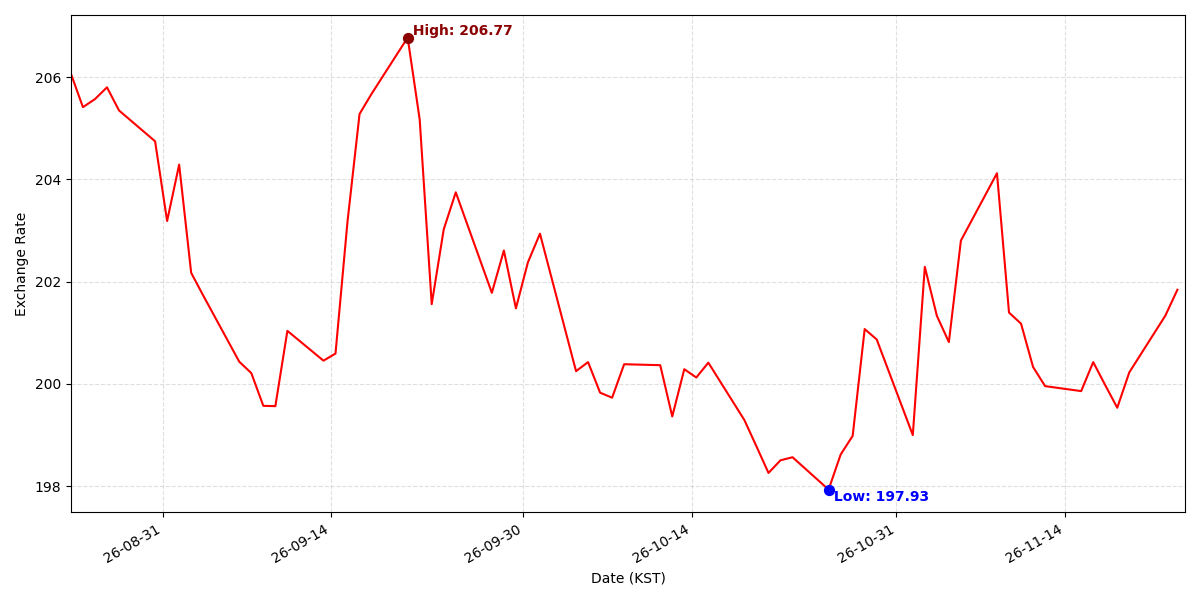 High: 206.77
206
204
202
200
198
Exchange Rate
Low: 197.93
26-08-31
26-09-14
26-09-30
26-10-14
26-10-31
26-11-14
Date (KST)